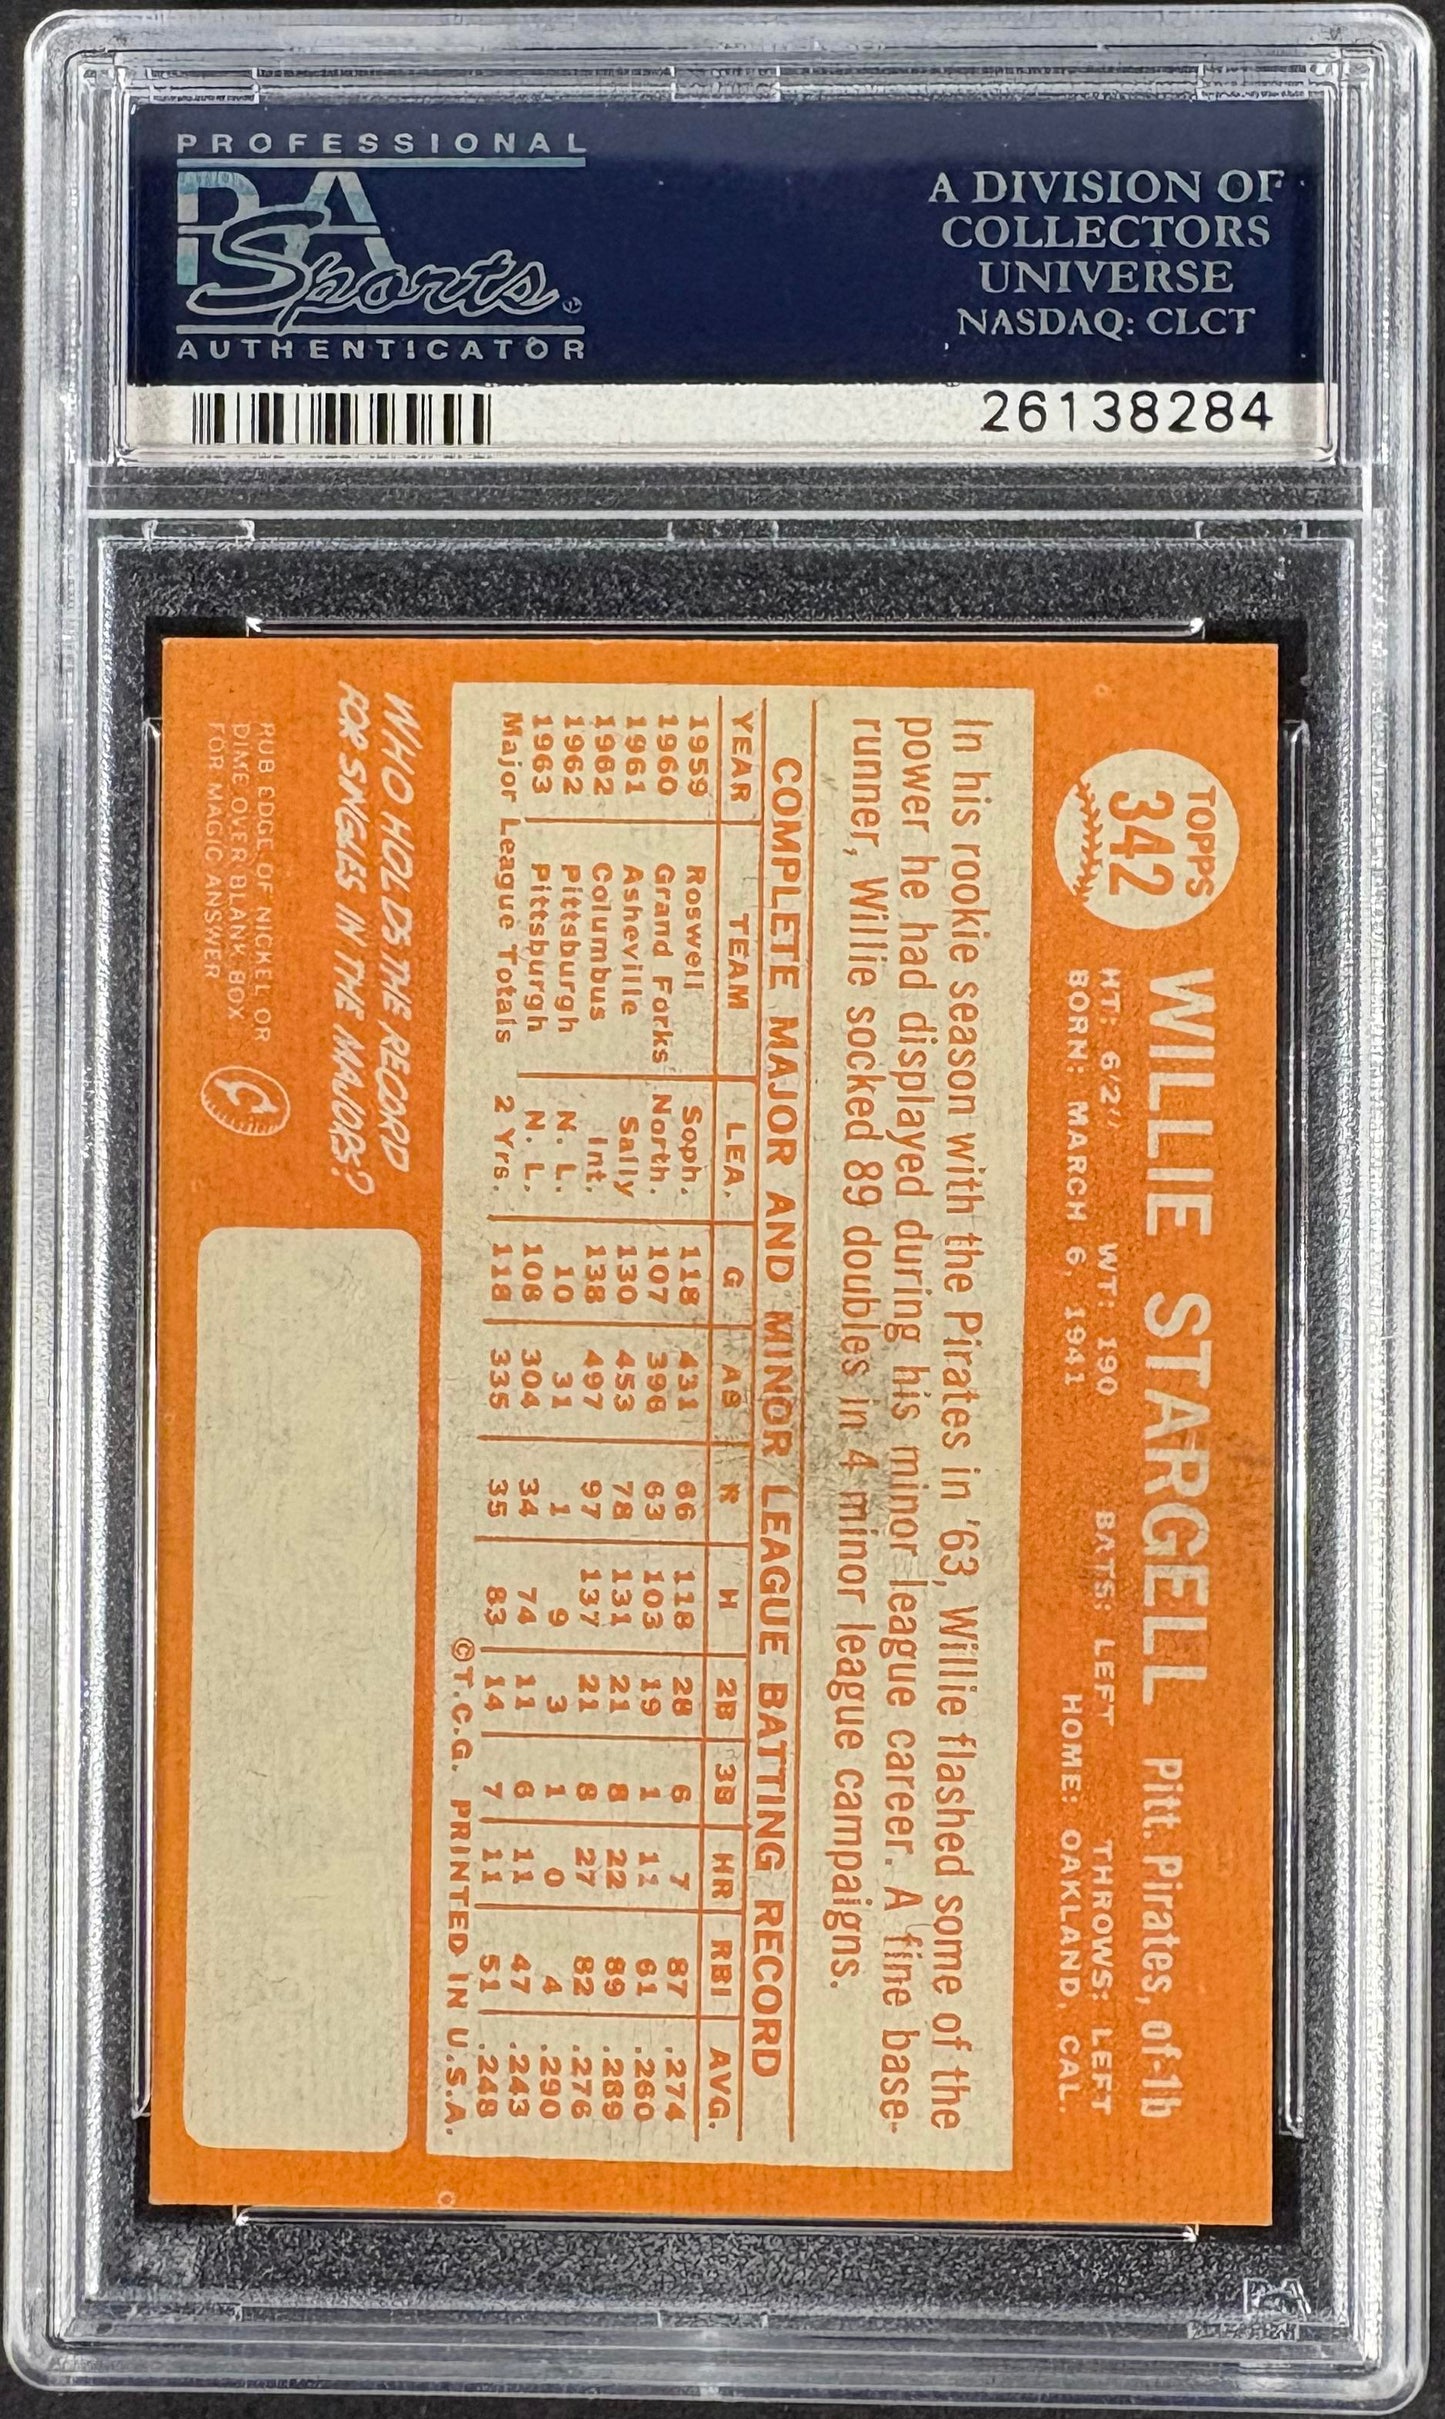 PROFESSIONAL
PSA
Sports
AUTHENTICATOR
A DIVISION OF
COLLECTORS
UNIVERSE
NASDAQ: CLCT
26138284
TOPPS
342
WILLIE STARGELL Pitt. Pirates, of-1b
HT: 6'2" WT: 190 BATS: LEFT THROWS: LEFT
BORN: MARCH 6, 1941 HOME: OAKLAND, CAL.
In his rookie season with the Pirates in '63, Willie flashed some of the
power he had displayed during his minor league career. A fine base-
runner, Willie socked 89 doubles in 4 minor league campaigns.
COMPLETE MAJOR AND MINOR LEAGUE BATTING RECORD
YEAR TEAM LEA. G AB R H 2B 3B HR RBI AVG.
1959 Roswell Soph. 118 431 66 118 28 6 7 87 .274
1960 Grand Forks North. 107 396 63 103 19 1 11 61 .260
1961 Asheville Sally 130 453 78 131 21 8 22 89 .289
1962 Columbus Int. 138 497 97 137 21 8 27 82 .276
1962 Pittsburgh N. L. 10 31 1 9 3 1 0 4 .290
1963 Pittsburgh N. L. 108 304 34 74 11 6 11 47 .243
Major League Totals 2 Yrs. 118 335 35 83 14 7 11 51 .248
©T.C.G. PRINTED IN U.S.A.
WHO HOLDS THE RECORD
FOR SINGLES IN THE MAJORS?
RUB EDGE OF NICKEL OR
DIME OVER BLANK BOX
FOR MAGIC ANSWER
PSA